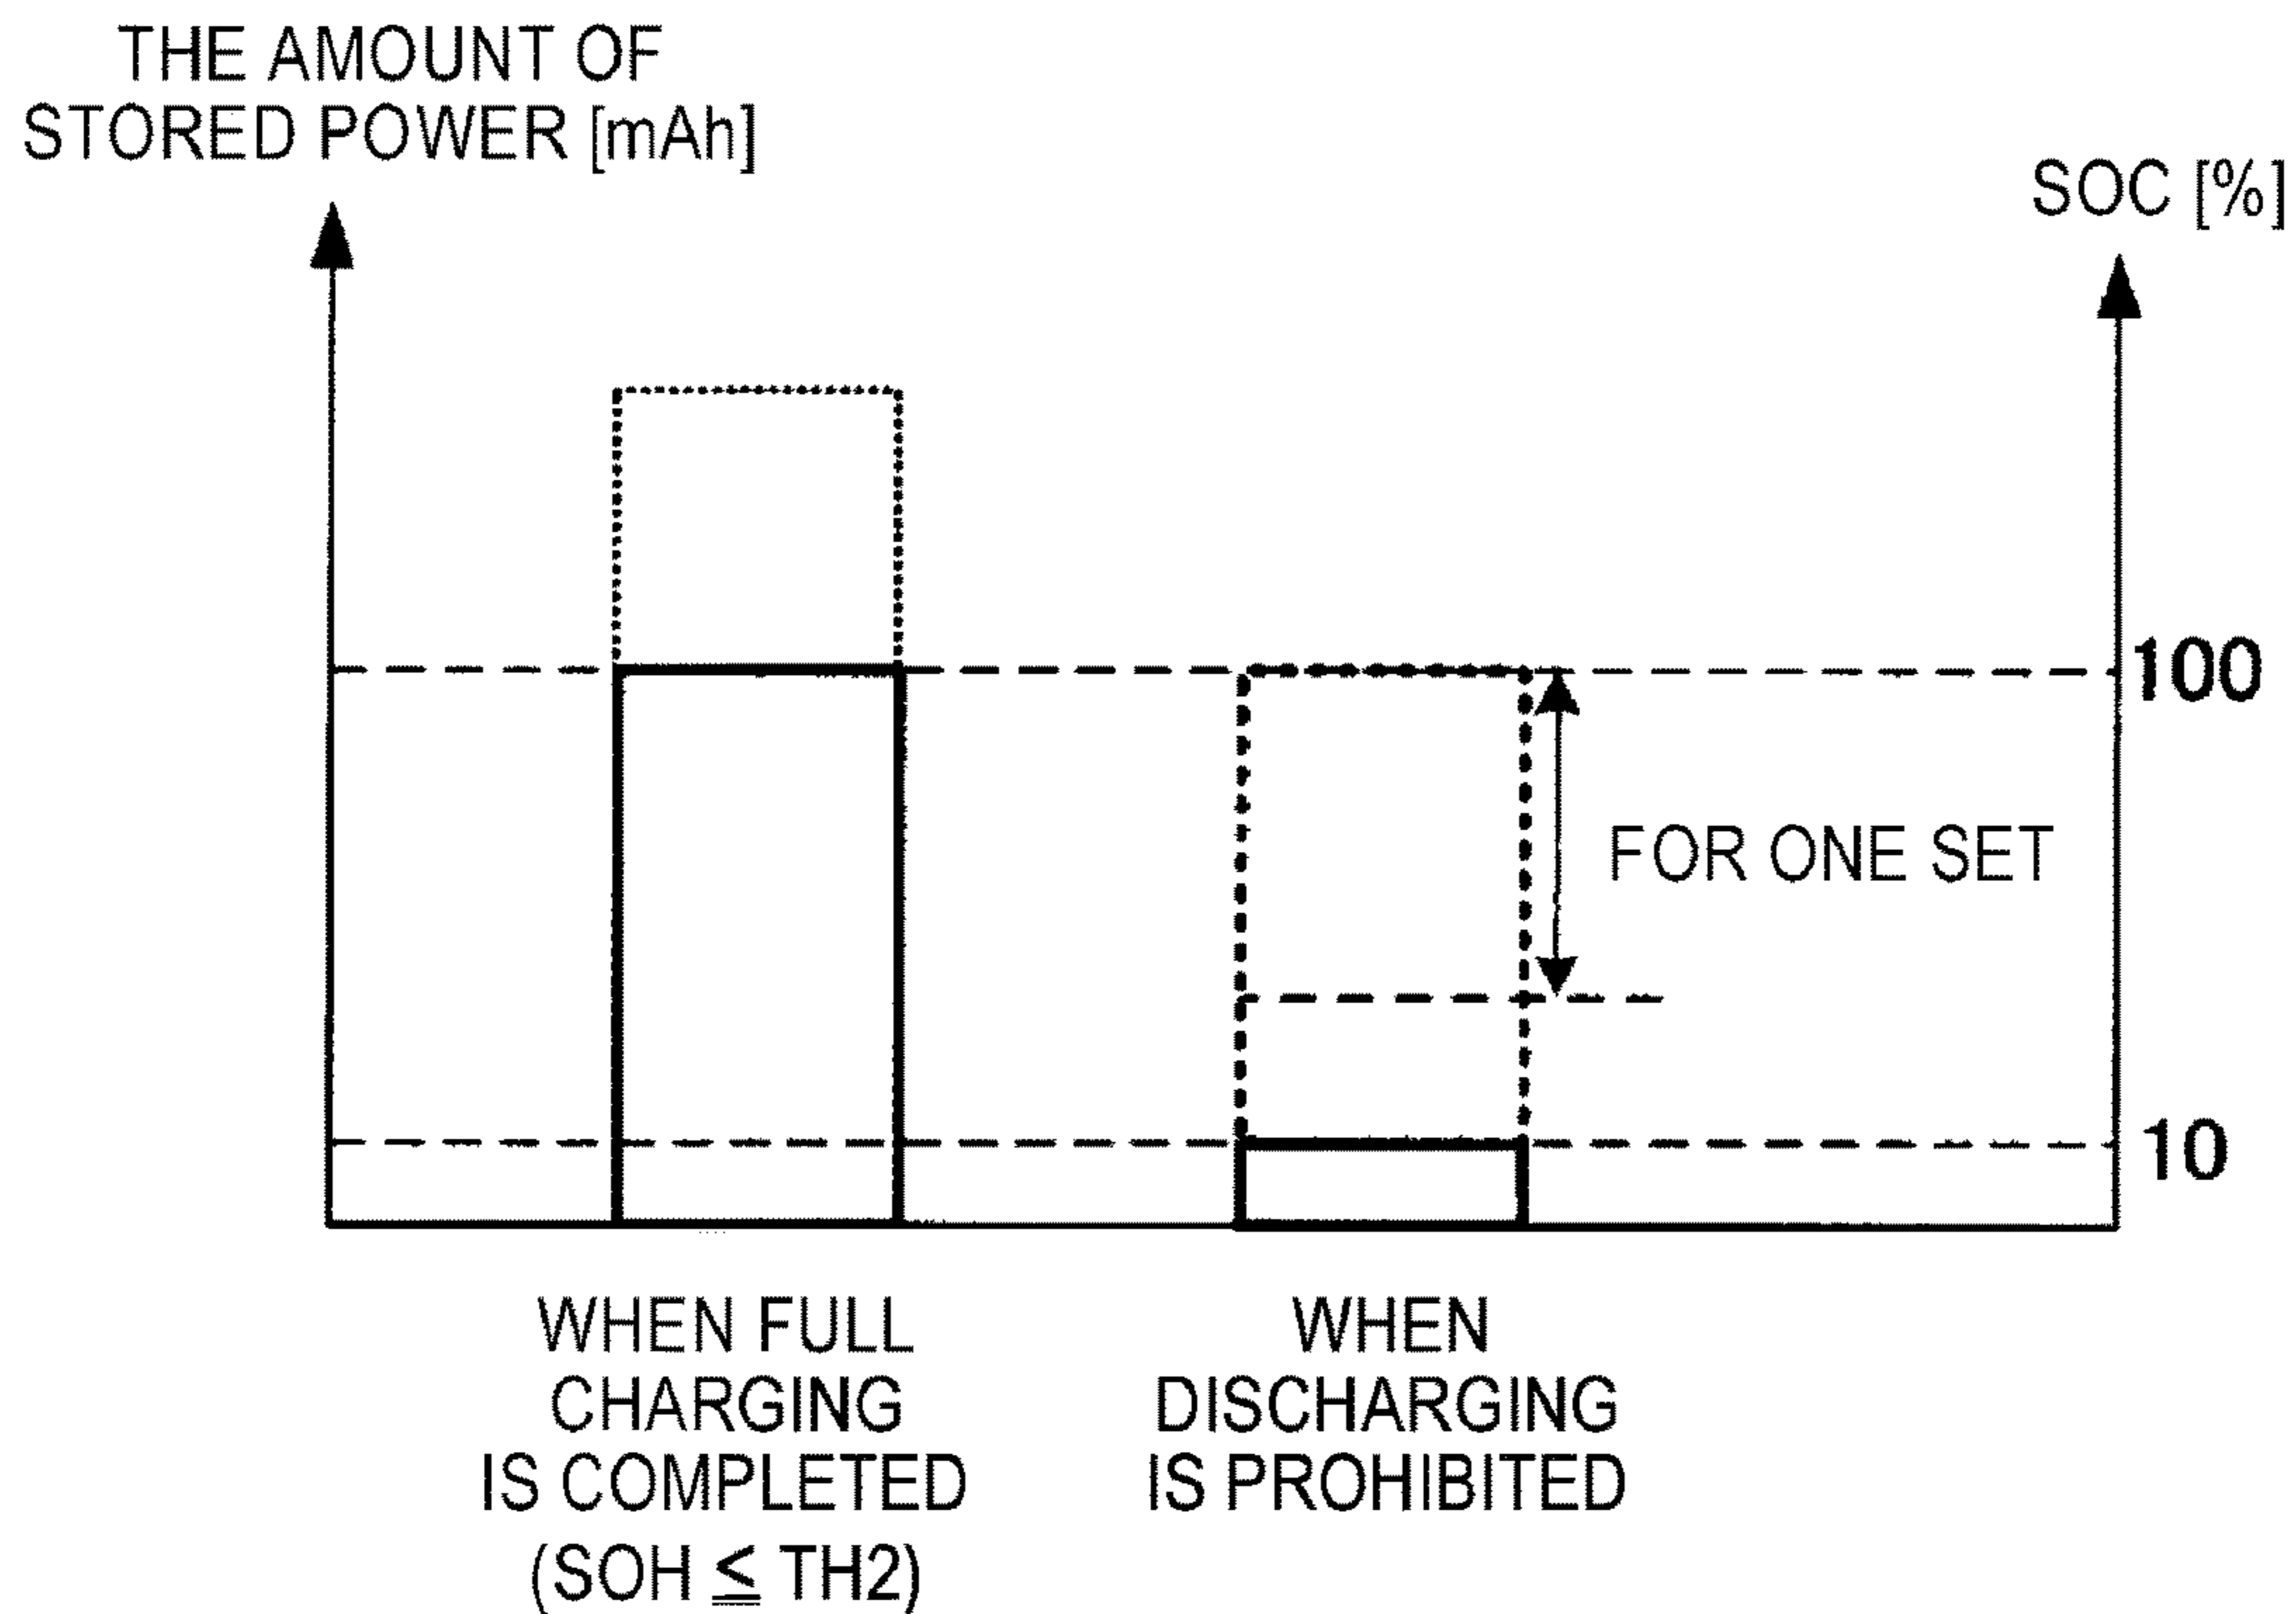 THE AMOUNT OF
STORED POWER [mAh]
SOC [%]
100
FOR ONE SET
10
WHEN FULL
CHARGING
IS COMPLETED
(SOH ≦ TH2)
WHEN
DISCHARGING
IS PROHIBITED